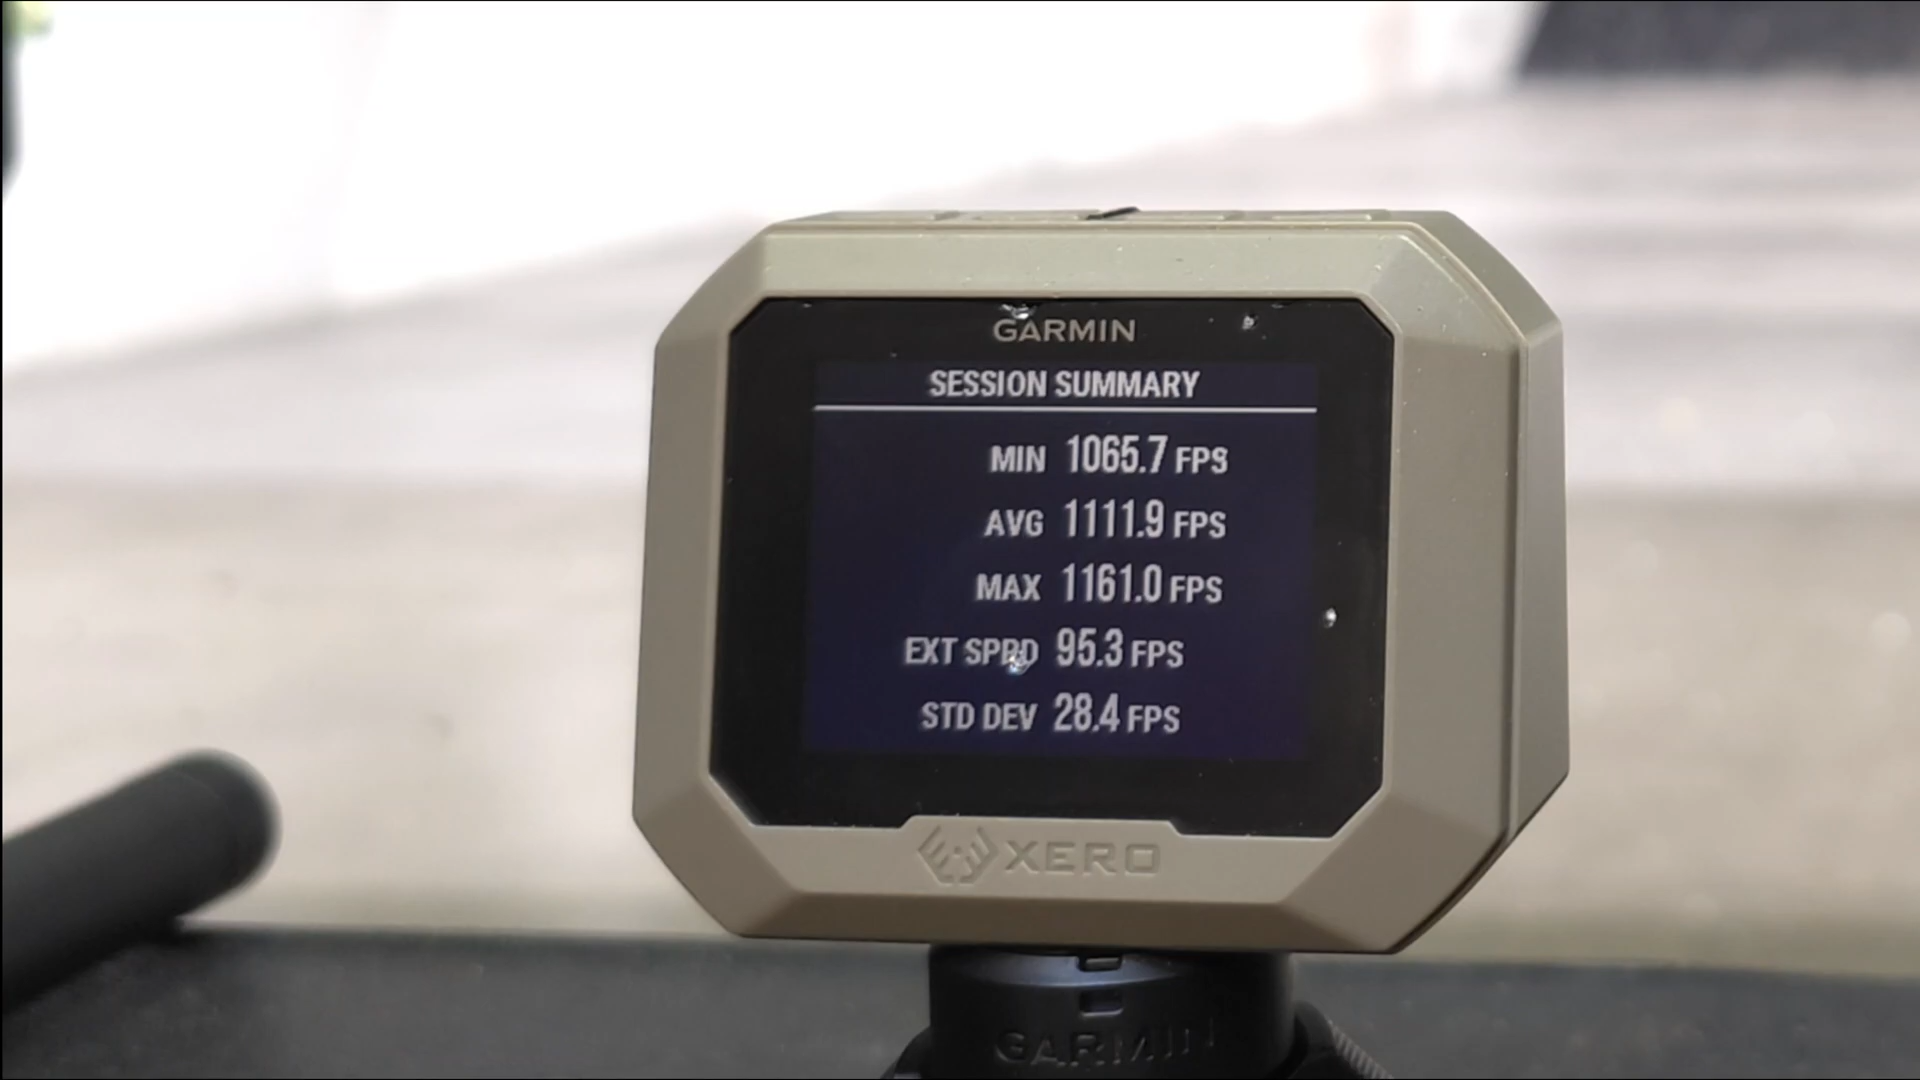 GARMIN
SESSION SUMMARY
MIN 1065.7 FPS
AVG 1111.9 FPS
MAX 1161.0 FPS
EXT SPRD 95.3 FPS
STD DEV 28.4 FPS
XERO
GARMIN